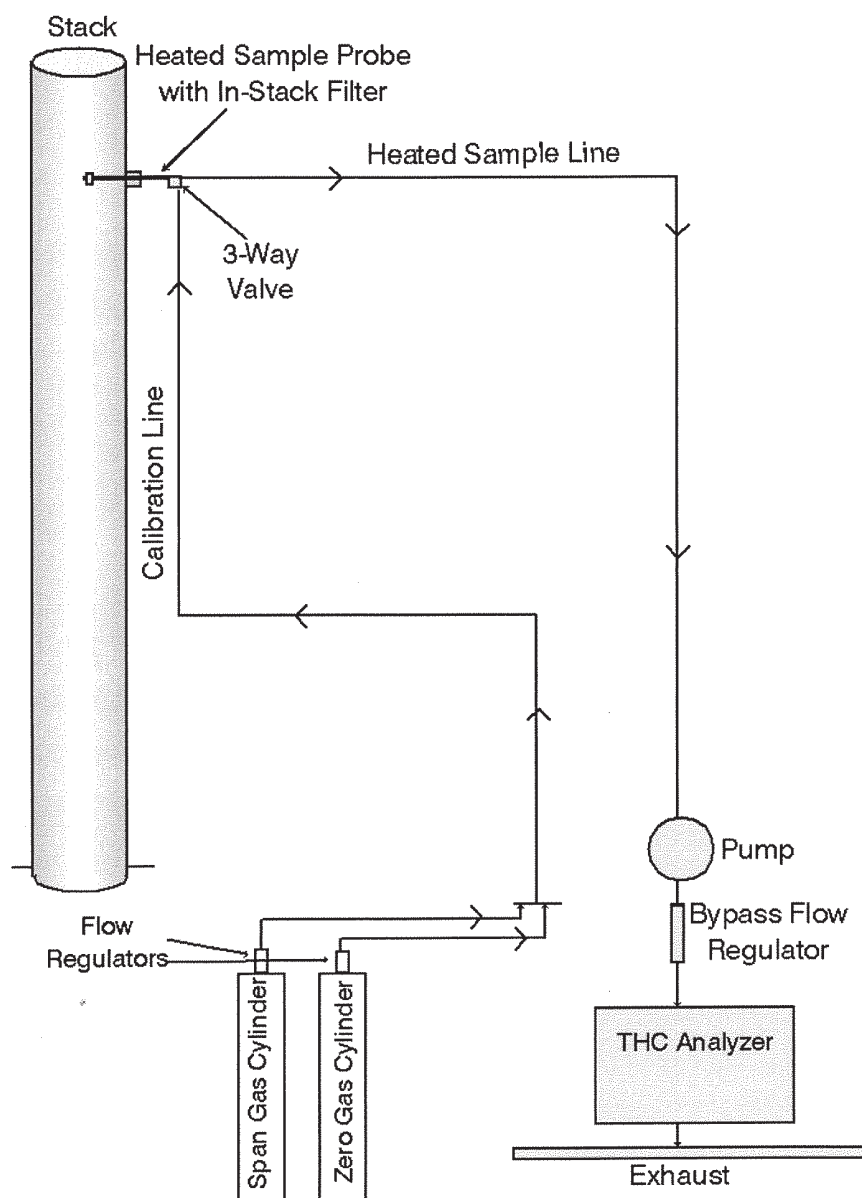 Stack
Heated Sample Probe
with In-Stack Filter
Heated Sample Line
3-Way
Valve
Calibration Line
Pump
Bypass Flow
Regulator
Flow
Regulators
Span Gas Cylinder
Zero Gas Cylinder
THC Analyzer
Exhaust